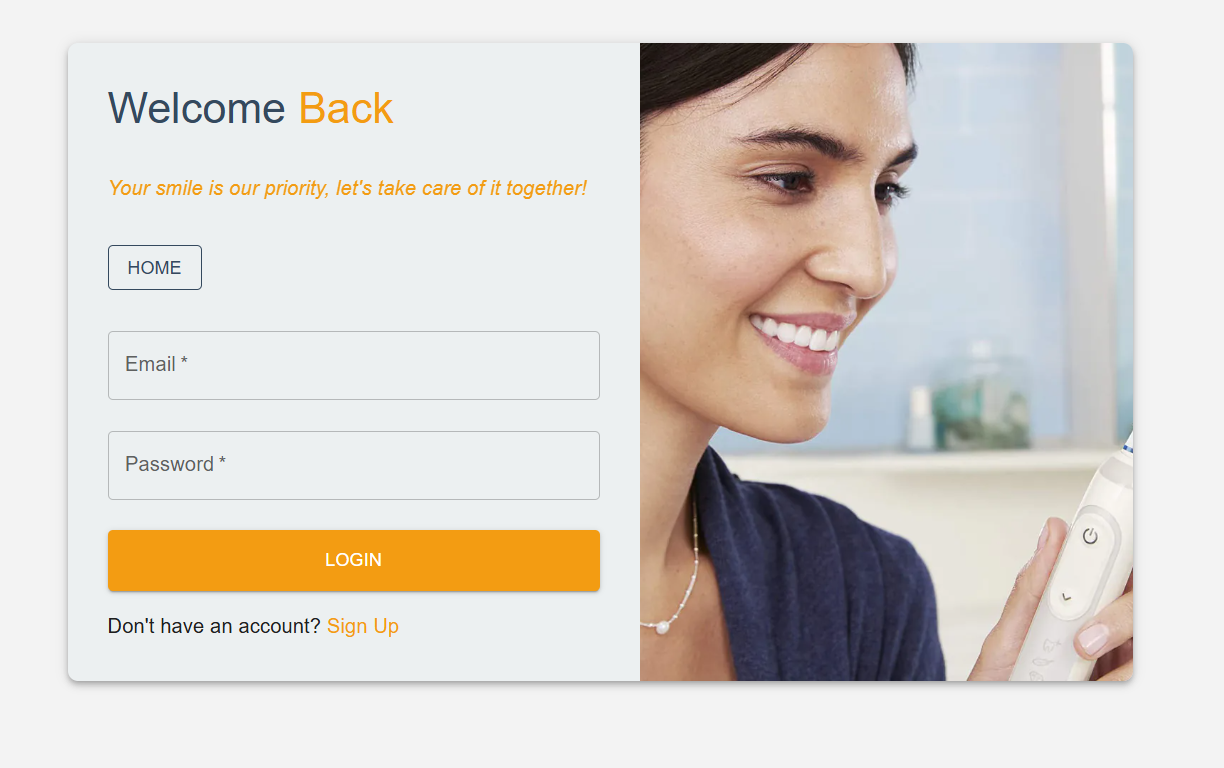 Welcome Back
Your smile is our priority, let's take care of it together!
HOME
Email *
Password *
LOGIN
Don't have an account? Sign Up